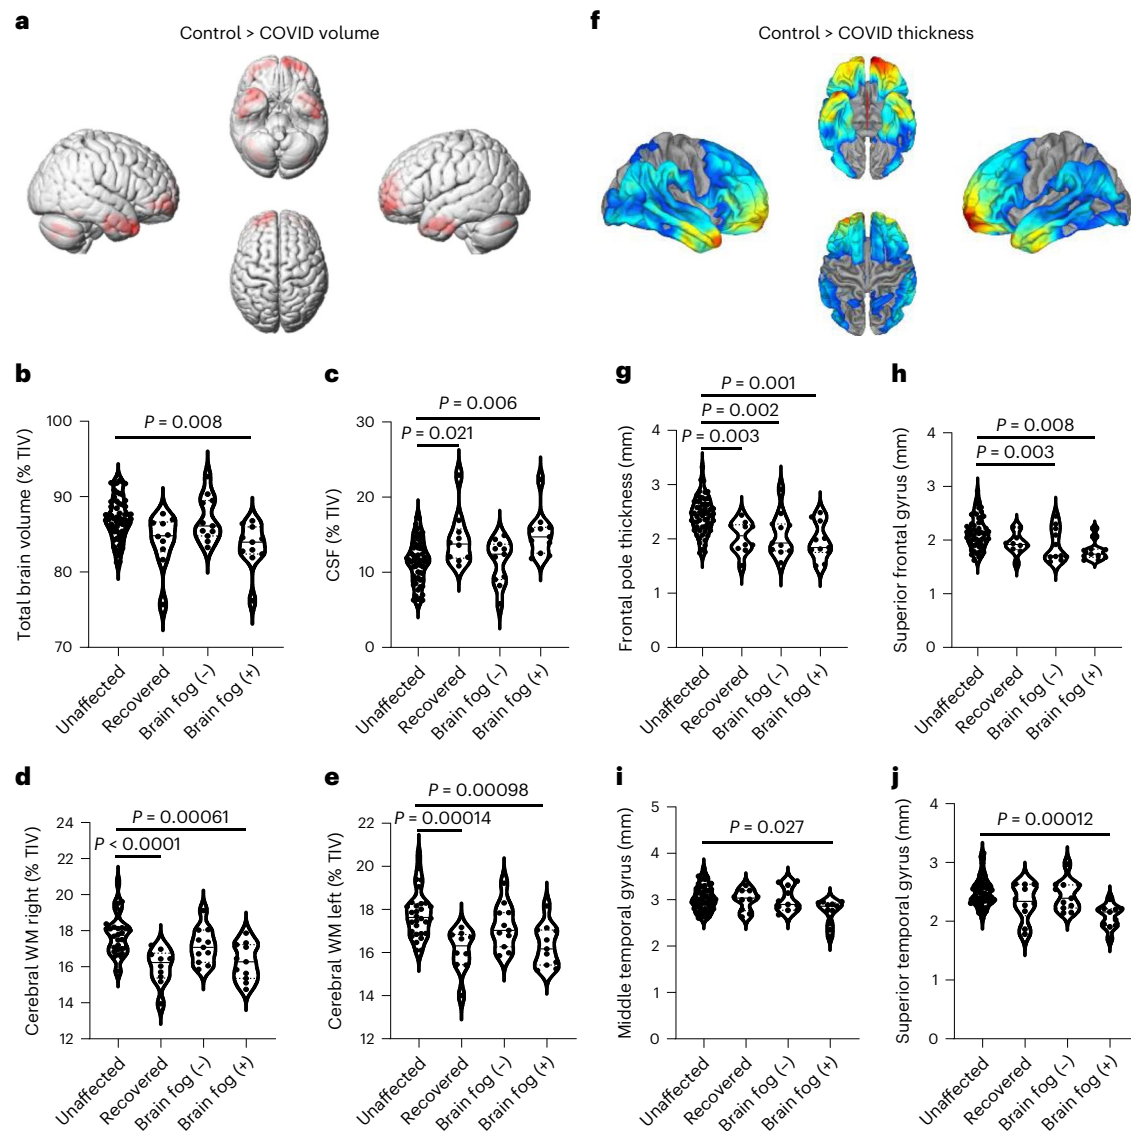 a
Control > COVID volume
f
Control > COVID thickness
b
Total brain volume (% TIV)
100
90
80
70
P = 0.008
Unaffected
Recovered
Brain fog (–)
Brain fog (+)
c
CSF (% TIV)
30
20
10
0
P = 0.006
P = 0.021
Unaffected
Recovered
Brain fog (–)
Brain fog (+)
g
Frontal pole thickness (mm)
4
3
2
1
0
P = 0.001
P = 0.002
P = 0.003
Unaffected
Recovered
Brain fog (–)
Brain fog (+)
h
Superior frontal gyrus (mm)
4
3
2
1
0
P = 0.008
P = 0.003
Unaffected
Recovered
Brain fog (–)
Brain fog (+)
d
Cerebral WM right (% TIV)
24
22
20
18
16
14
12
P = 0.00061
P < 0.0001
Unaffected
Recovered
Brain fog (–)
Brain fog (+)
e
Cerebral WM left (% TIV)
22
20
18
16
14
12
P = 0.00098
P = 0.00014
Unaffected
Recovered
Brain fog (–)
Brain fog (+)
i
Middle temporal gyrus (mm)
5
4
3
2
1
0
P = 0.027
Unaffected
Recovered
Brain fog (–)
Brain fog (+)
j
Superior temporal gyrus (mm)
4
3
2
1
0
P = 0.00012
Unaffected
Recovered
Brain fog (–)
Brain fog (+)